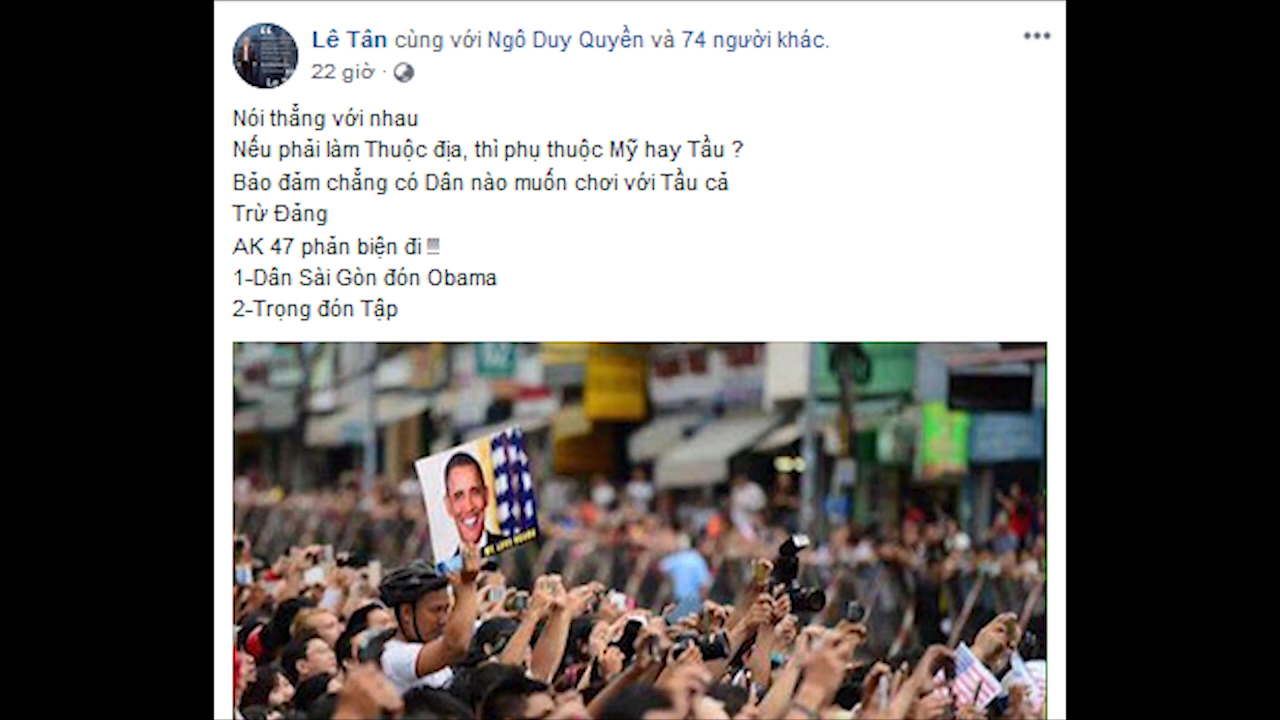 Lê Tân cùng với Ngô Duy Quyền và 74 người khác.
22 giờ ·
Nói thẳng với nhau
Nếu phải làm Thuộc địa, thì phụ thuộc Mỹ hay Tầu ?
Bảo đảm chẳng có Dân nào muốn chơi với Tầu cả
Trừ Đảng
AK 47 phản biện đi !!!!
1-Dân Sài Gòn đón Obama
2-Trọng đón Tập